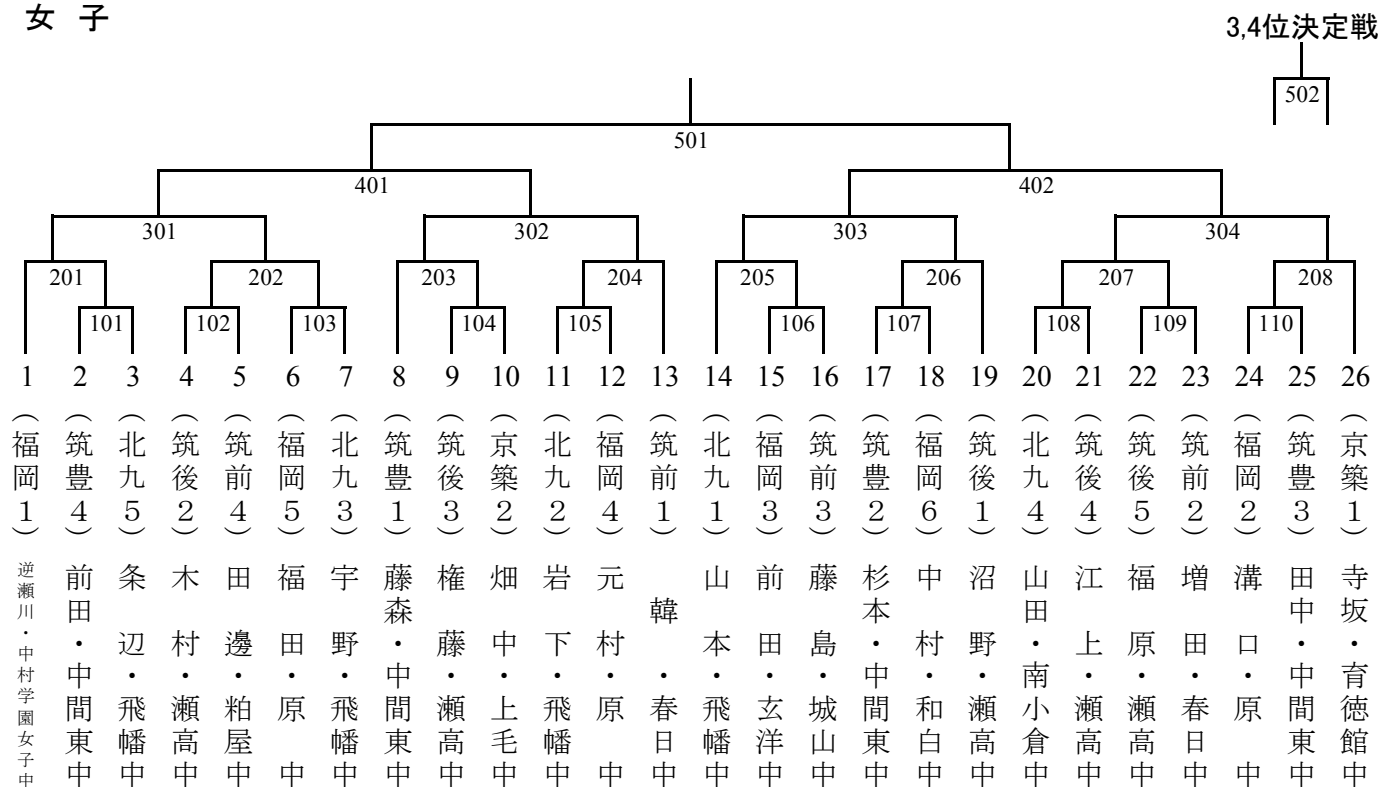 女 子
3,4位決定戦
502
501
401 402
301 302 303 304
201 202 203 204 205 206 207 208
101 102 103 104 105 106 107 108 109 110
1 2 3 4 5 6 7 8 9 10 11 12 13 14 15 16 17 18 19 20 21 22 23 24 25 26
(福岡1) 逆瀬川・中村学園女子中
(筑豊4) 前田・中間東中
(北九5) 条辺・飛幡中
(筑後2) 木村・瀬高中
(筑前4) 田邊・粕屋中
(福岡5) 福田・原中
(北九3) 宇野・飛幡中
(筑豊1) 藤森・中間東中
(筑後3) 権藤・瀬高中
(京築2) 畑中・上毛中
(北九2) 岩下・飛幡中
(福岡4) 元村・原中
(筑前1) 韓・春日中
(北九1) 山本・飛幡中
(福岡3) 前田・玄洋中
(筑前3) 藤島・城山中
(筑豊2) 杉本・中間東中
(福岡6) 中村・和白中
(筑後1) 沼野・瀬高中
(北九4) 山田・南小倉中
(筑後4) 江上・瀬高中
(筑後5) 福原・瀬高中
(筑前2) 増田・春日中
(福岡2) 溝口・原中
(筑豊3) 田中・中間東中
(京築1) 寺坂・育徳館中